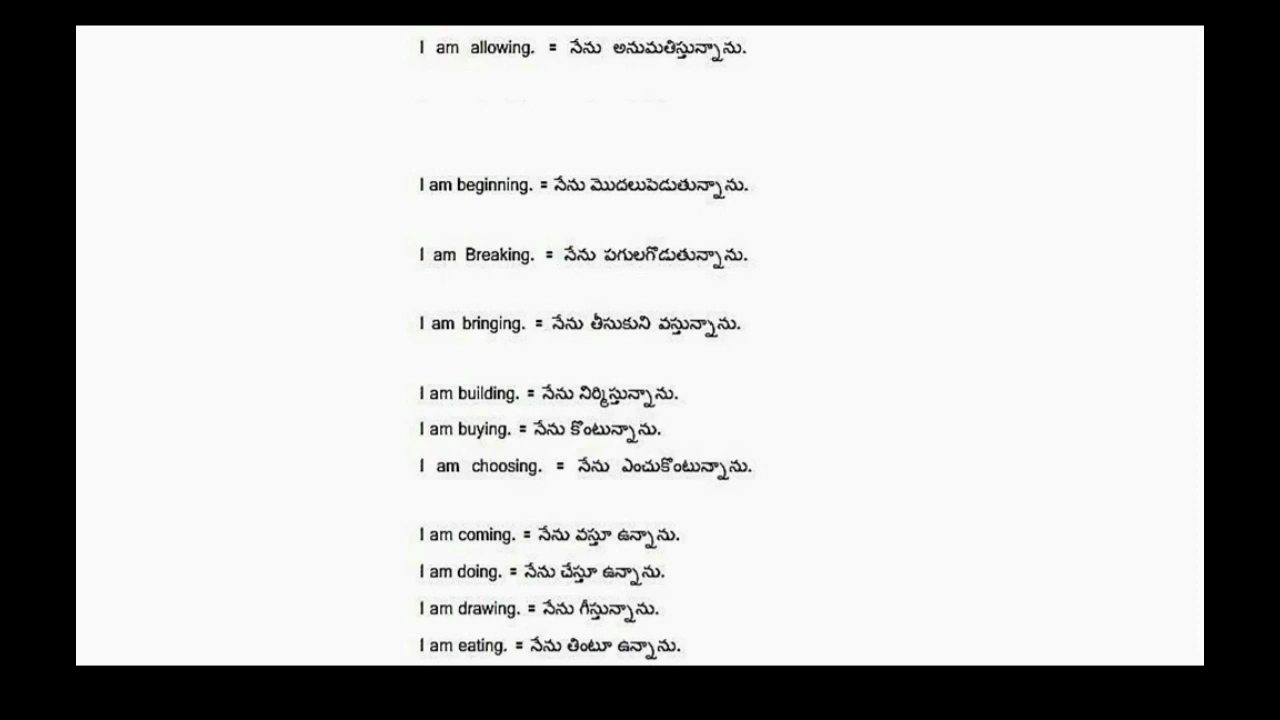 I am allowing. = నేను అనుమతిస్తున్నాను.
I am beginning. = నేను మొదలుపెడుతున్నాను.
I am Breaking. = నేను పగులగొడుతున్నాను.
I am bringing. = నేను తీసుకుని వస్తున్నాను.
I am building. = నేను నిర్మిస్తున్నాను.
I am buying. = నేను కొంటున్నాను.
I am choosing. = నేను ఎంచుకొంటున్నాను.
I am coming. = నేను వస్తూ ఉన్నాను.
I am doing. = నేను చేస్తూ ఉన్నాను.
I am drawing. = నేను గీస్తున్నాను.
I am eating. = నేను తింటూ ఉన్నాను.